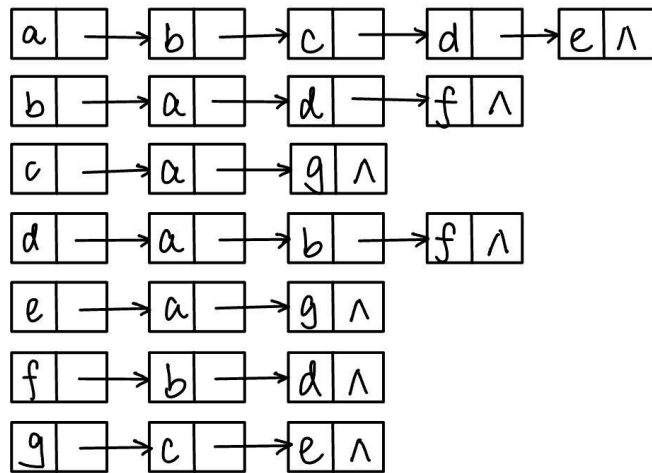 a b c d e ∧
b a d f ∧
c a g ∧
d a b f ∧
e a g ∧
f b d ∧
g c e ∧